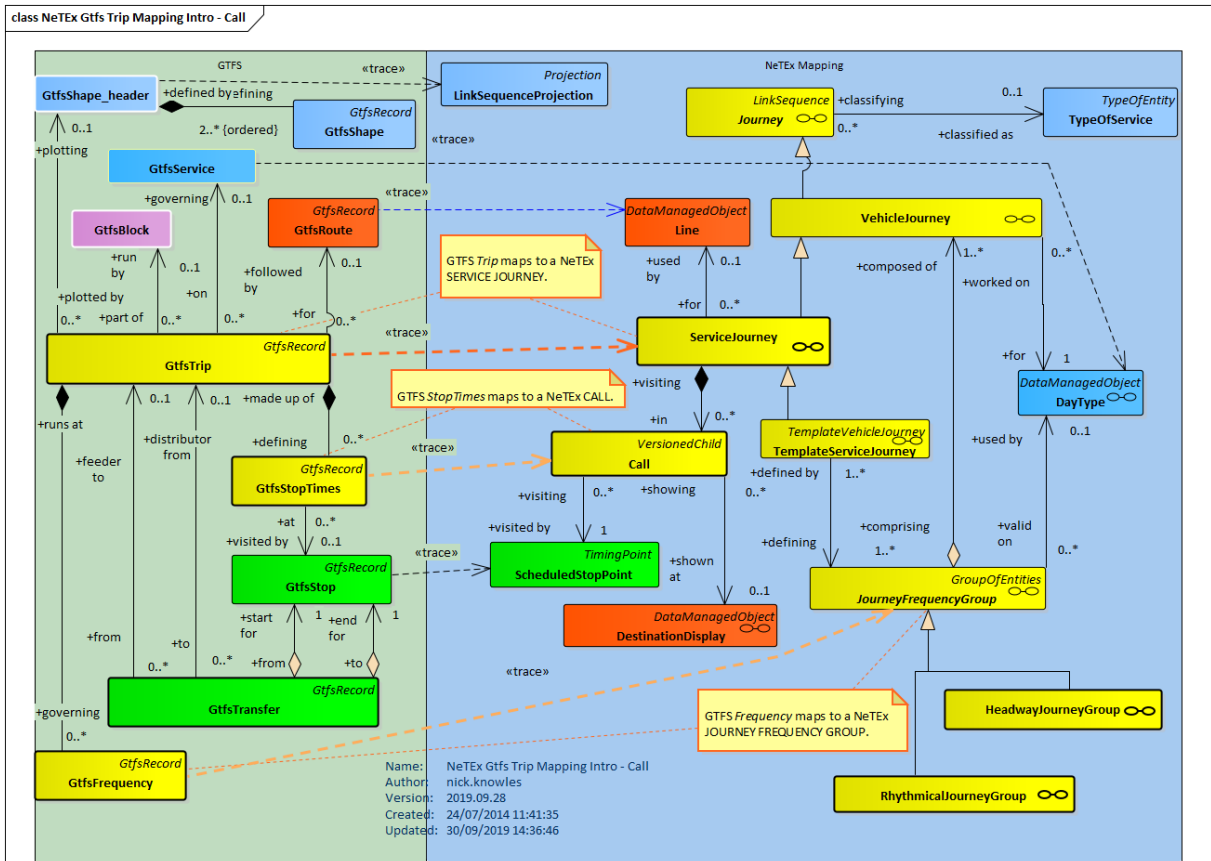 class NeTEx Gtfs Trip Mapping Intro - Call
GTFS
NeTEx Mapping
GtfsShape_header
+defined by
efining
«trace»
Projection
LinkSequenceProjection
GtfsRecord
GtfsShape
2..* {ordered}
0..1
+plotting
«trace»
LinkSequence
Journey
+classifying
0..*
0..1
+classified as
TypeOfEntity
TypeOfService
GtfsService
+governing
0..1
«trace»
GtfsBlock
GtfsRecord
GtfsRoute
DataManagedObject
Line
VehicleJourney
+run by
0..1
+on
+followed by
0..1
GTFS Trip maps to a NeTEx
SERVICE JOURNEY.
+used by
0..1
+composed of
1..*
+worked on
0..*
+plotted by
0..*
+part of
0..*
0..*
+for
0..*
+for
0..*
GtfsRecord
GtfsTrip
«trace»
ServiceJourney
+for
1
+runs at
0..1
0..1
+made up of
GTFS StopTimes maps to a NeTEx CALL.
+visiting
DataManagedObject
DayType
+feeder to
+distributor from
+defining
0..*
«trace»
+in
0..*
TemplateVehicleJourney
TemplateServiceJourney
+used by
0..1
GtfsRecord
GtfsStopTimes
VersionedChild
Call
+defined by
1..*
+at
0..*
+visiting
0..*
+showing
0..*
+visited by
0..1
+visited by
1
+comprising
1..*
+valid on
0..*
+defining
«trace»
GtfsRecord
GtfsStop
TimingPoint
ScheduledStopPoint
+shown at
0..1
GroupOfEntities
JourneyFrequencyGroup
+start for
1
+end for
1
DataManagedObject
DestinationDisplay
+from
0..*
+to
0..*
+from
+to
«trace»
GtfsRecord
GtfsTransfer
GTFS Frequency maps to a NeTEx
JOURNEY FREQUENCY GROUP.
HeadwayJourneyGroup
+governing
0..*
GtfsRecord
GtfsFrequency
RhythmicalJourneyGroup
Name: NeTEx Gtfs Trip Mapping Intro - Call
Author: nick.knowles
Version: 2019.09.28
Created: 24/07/2014 11:41:35
Updated: 30/09/2019 14:36:46